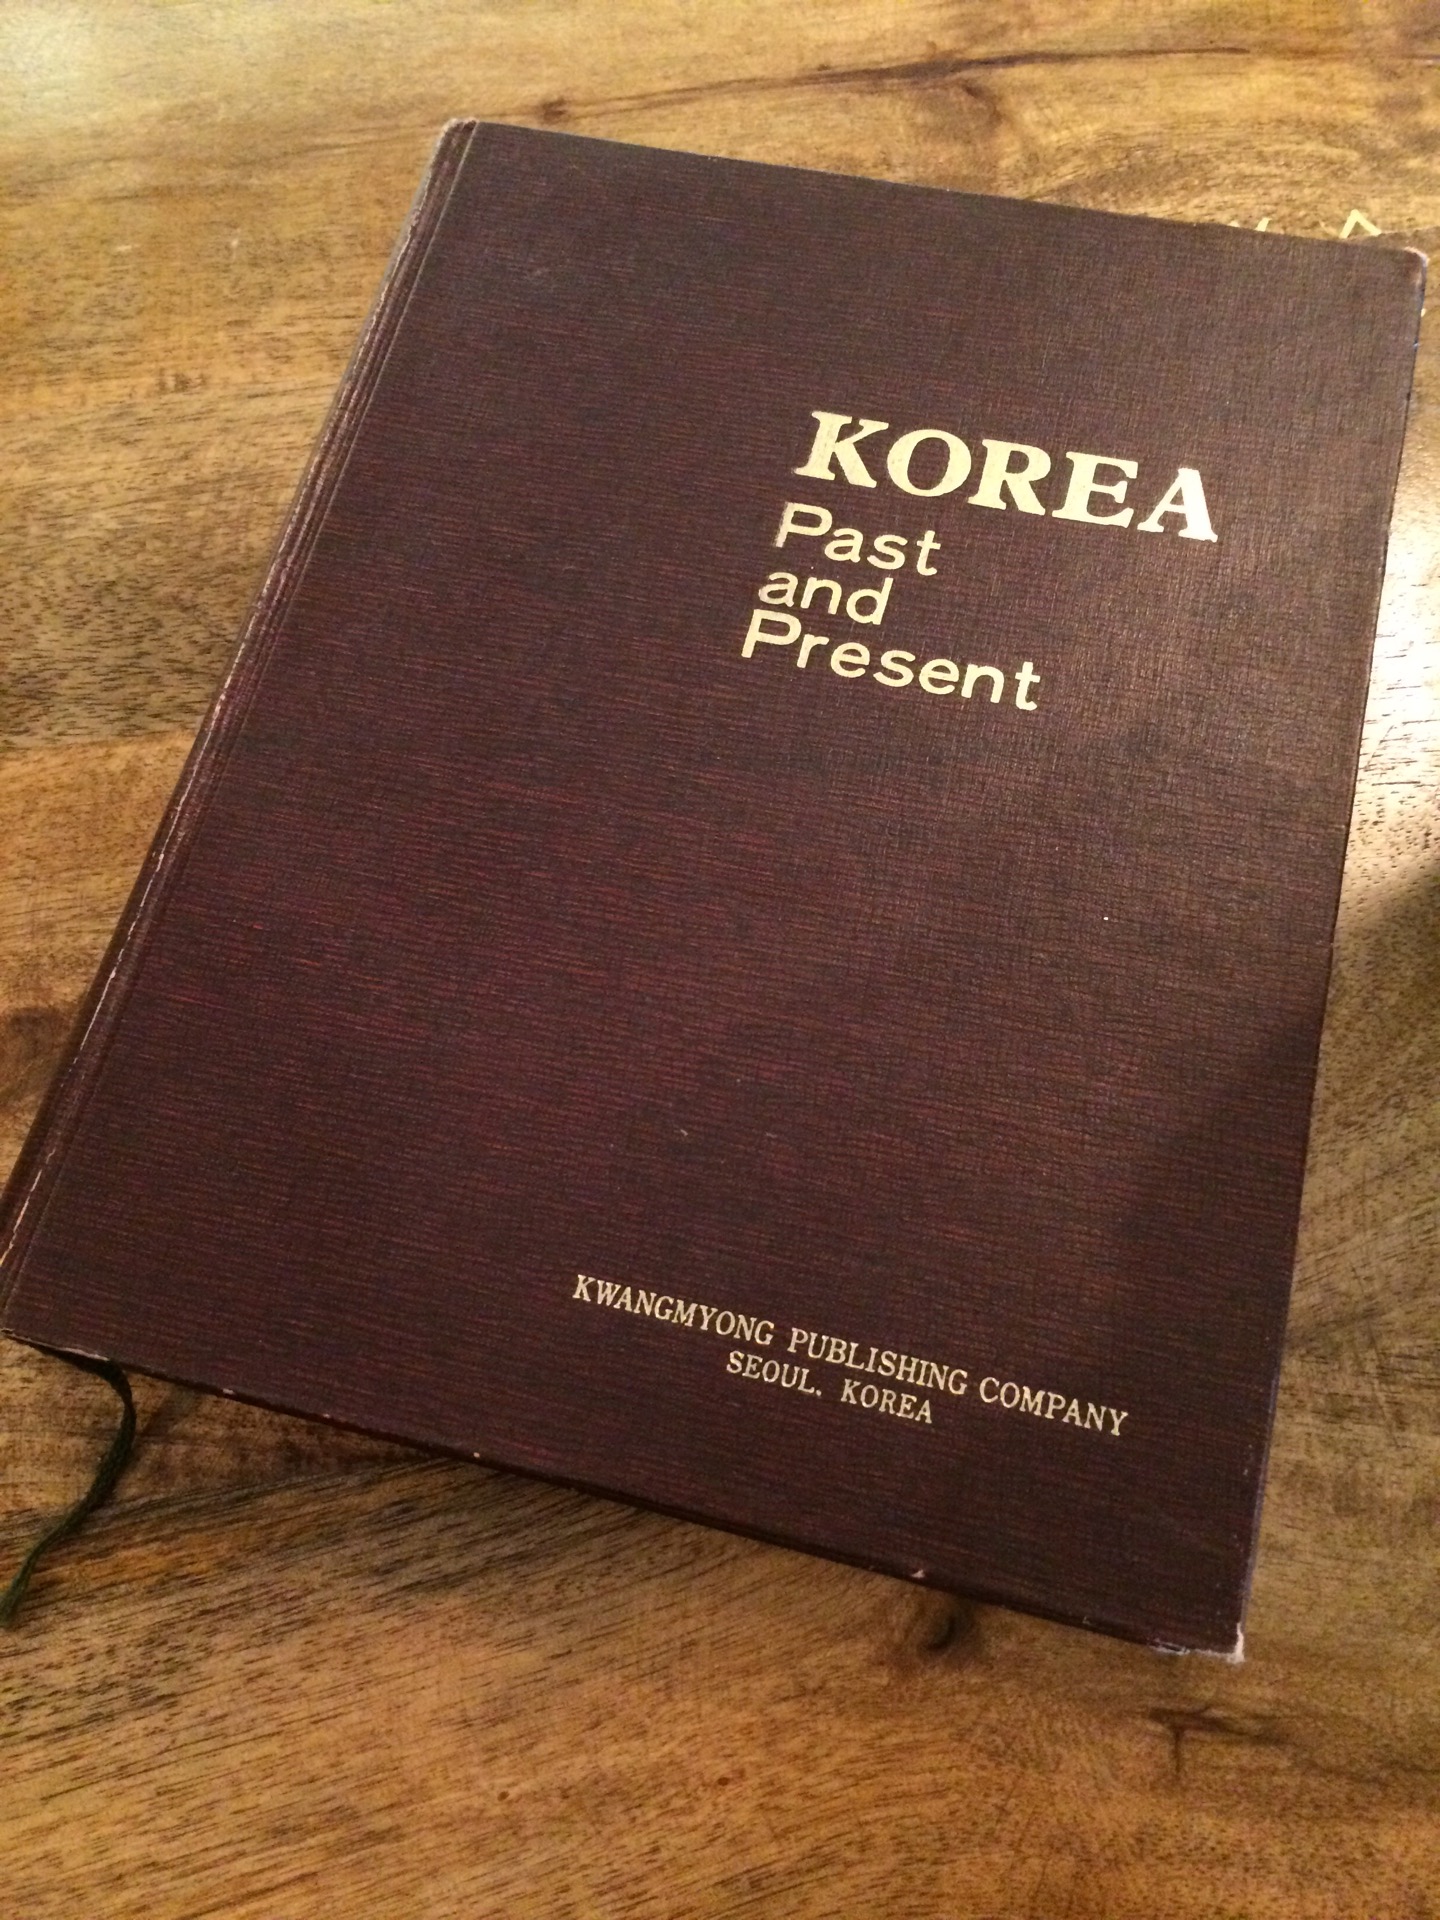 KOREA
Past
and
Present
KWANGMYONG PUBLISHING COMPANY
SEOUL, KOREA